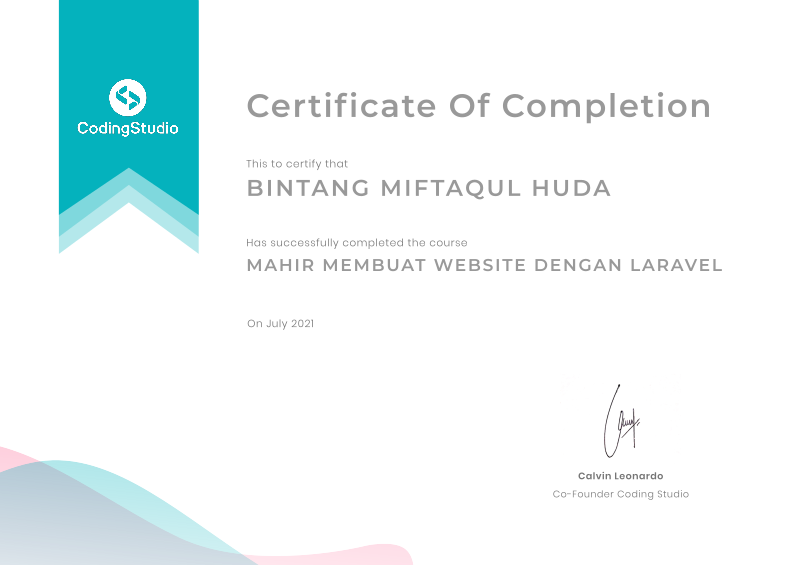 CodingStudio
Certificate Of Completion
This to certify that
BINTANG MIFTAQUL HUDA
Has successfully completed the course
MAHIR MEMBUAT WEBSITE DENGAN LARAVEL
On July 2021
Calvin Leonardo
Co-Founder Coding Studio